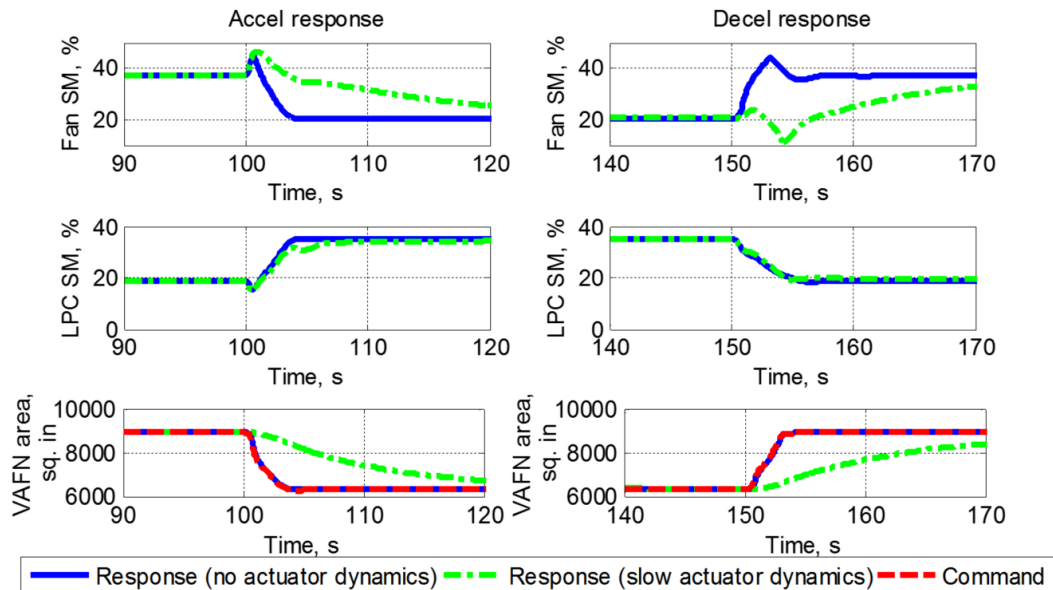 Accel response
Decel response
Fan SM, %
40
20
90
100
110
120
Time, s
Fan SM, %
40
20
140
150
160
170
Time, s
LPC SM, %
40
20
0
90
100
110
120
Time, s
LPC SM, %
40
20
0
140
150
160
170
Time, s
VAFN area,
sq. in
10000
8000
6000
90
100
110
120
Time, s
VAFN area,
sq. in
10000
8000
6000
140
150
160
170
Time, s
Response (no actuator dynamics)
Response (slow actuator dynamics)
Command